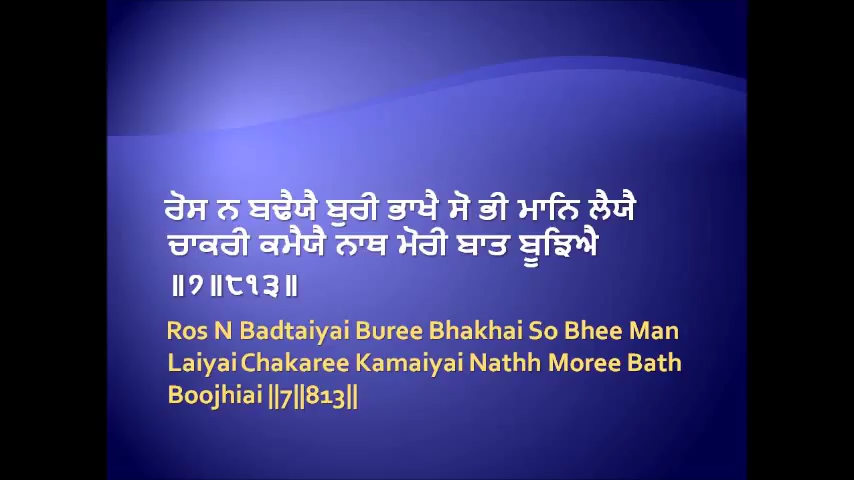 ਰੋਸ ਨ ਬਢੈਯੈ ਬੁਰੀ ਭਾਖੈ ਸੋ ਭੀ ਮਾਨਿ ਲੈਯੈ
ਚਾਕਰੀ ਕਮੈਯੈ ਨਾਥ ਮੋਰੀ ਬਾਤ ਬੂਝਿਐ
॥੭॥੮੧੩॥
Ros N Badtaiyai Buree Bhakhai So Bhee Man
Laiyai Chakaree Kamaiyai Nathh Moree Bath
Boojhiai ||7||813||